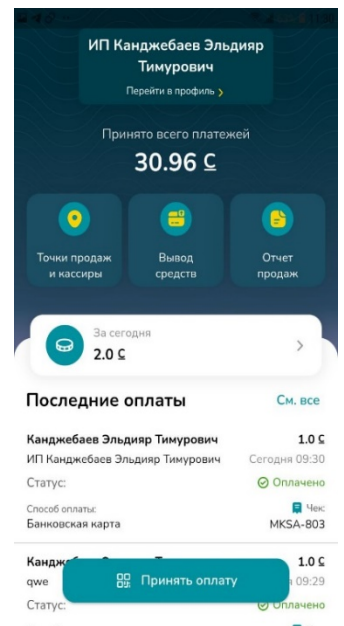 ИП Канджебаев Эльдияр
Тимурович
Перейти в профиль
Принято всего платежей
30.96 С
Точки продаж
и кассиры
Вывод
средств
Отчет
продаж
За сегодня
2.0 С
Последние оплаты
См. все
Канджебаев Эльдияр Тимурович 1.0 С
ИП Канджебаев Эльдияр Тимурович Сегодня 09:30
Статус: Оплачено
Способ оплаты: Чек:
Банковская карта MKSA-803
1.0 С
qwe 09:29
Принять оплату
Статус: Оплачено